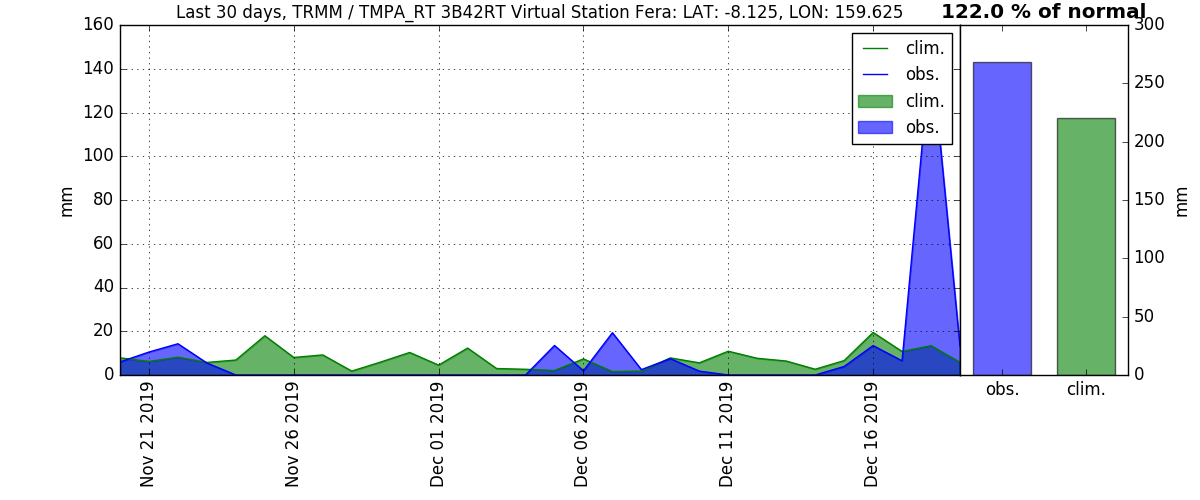 Last 30 days, TRMM / TMPA_RT 3B42RT Virtual Station Fera: LAT: -8.125, LON: 159.625
122.0 % of normal
160
140
120
100
80
60
40
20
0
mm
clim.
obs.
clim.
obs.
300
250
200
150
100
50
0
mm
Nov 21 2019
Nov 26 2019
Dec 01 2019
Dec 06 2019
Dec 11 2019
Dec 16 2019
obs.
clim.